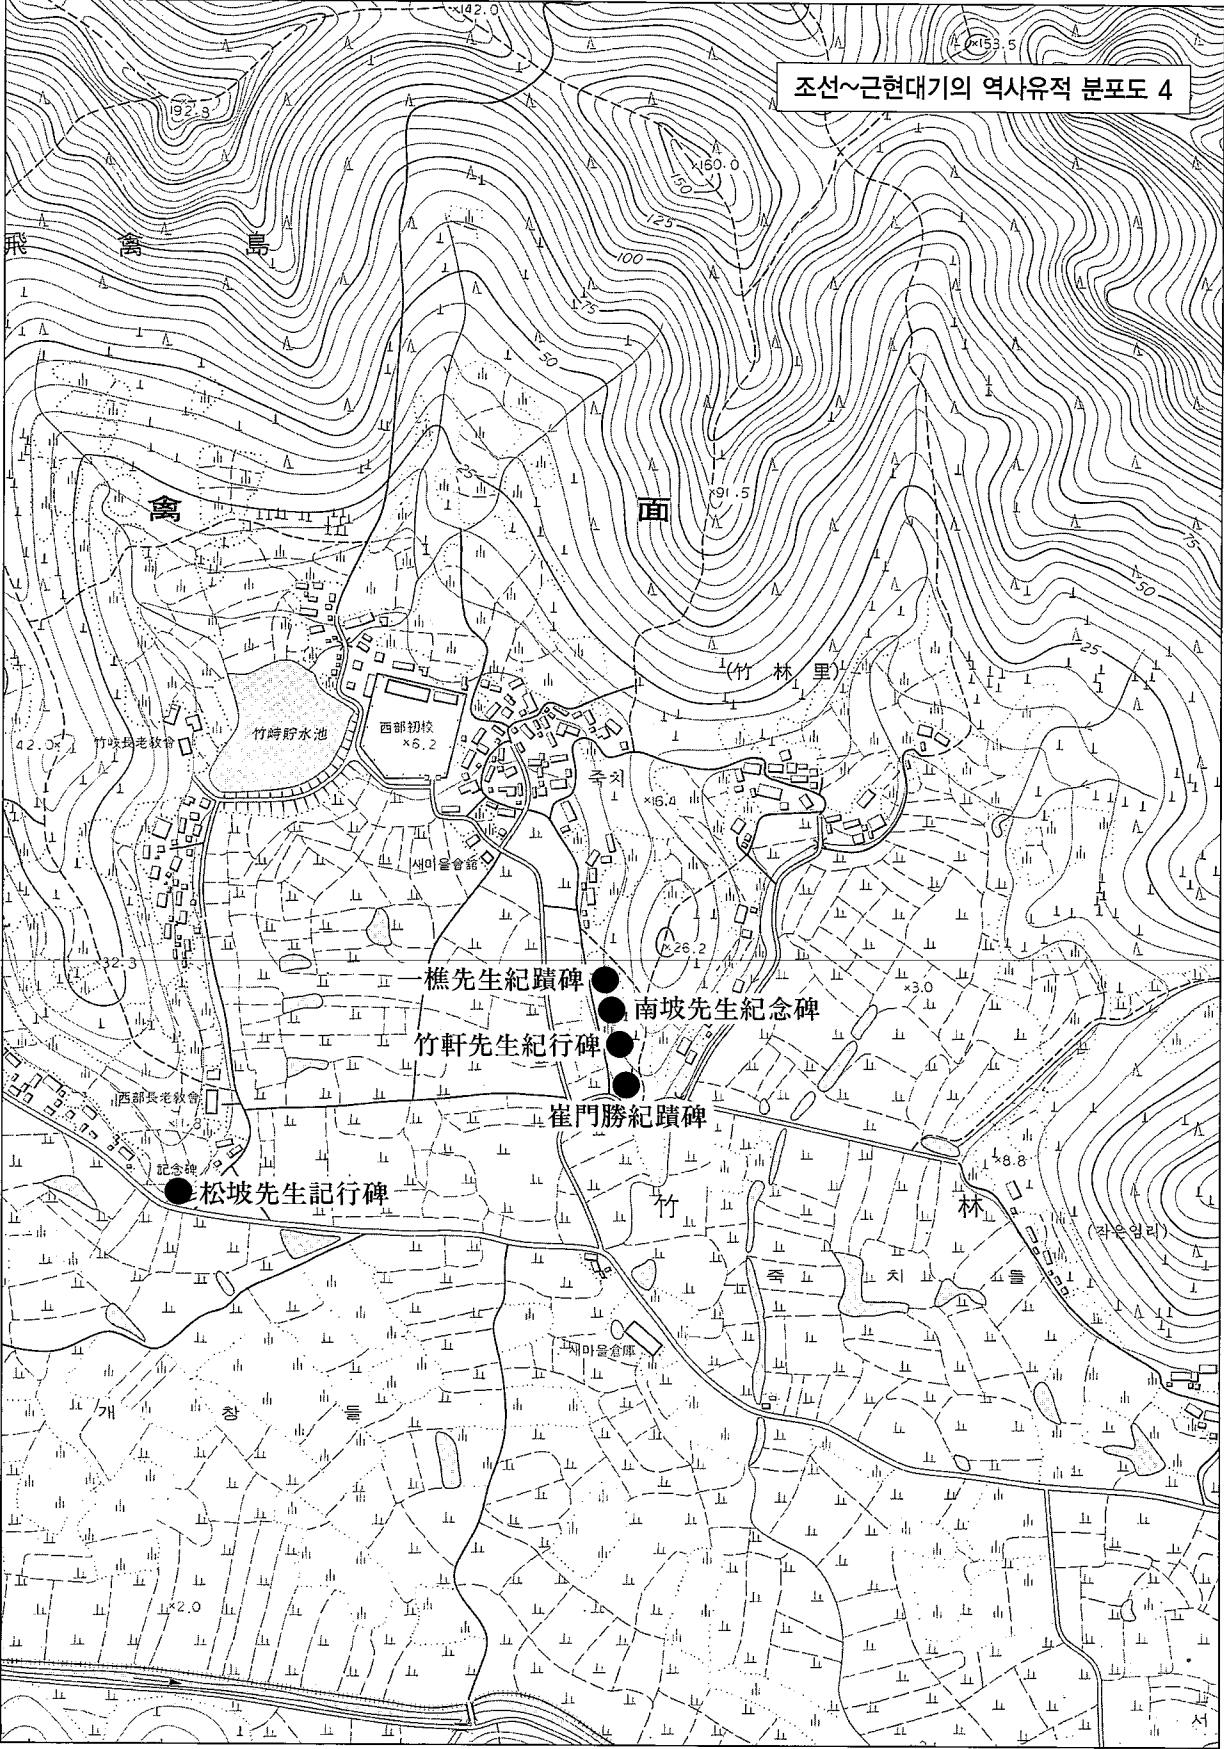 ×142.0
×153.5
조선~근현대기의 역사유적 분포도 4
192.3
×160.0
150
125
飛 禽 島
100
75
50
25
禽 面
×91.5
75
50
25
(竹 林 里)
西部初校
×6.2
竹峙貯水池
42.0×
竹峙長老敎會
죽치
×16.4
새마을會館
×26.2
32.3
一樵先生紀蹟碑
×3.0
南坡先生紀念碑
竹軒先生紀行碑
西部長老敎會
崔門勝紀蹟碑
×8.8
記念碑
松坡先生記行碑
竹 林
(작은임리)
죽 치 들
새마을倉庫
개 창 들
×2.0
서